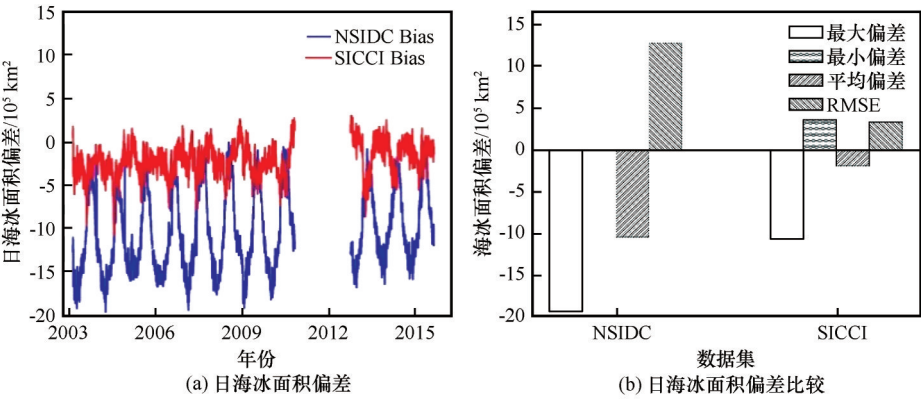 15
10
5
0
-5
-10
-15
-20
日海冰面积偏差/10⁵ km²
NSIDC Bias
SICCI Bias
2003
2006
2009
2012
2015
年份
(a) 日海冰面积偏差
15
10
5
0
-5
-10
-15
-20
海冰面积偏差/10⁵ km²
最大偏差
最小偏差
平均偏差
RMSE
NSIDC
SICCI
数据集
(b) 日海冰面积偏差比较